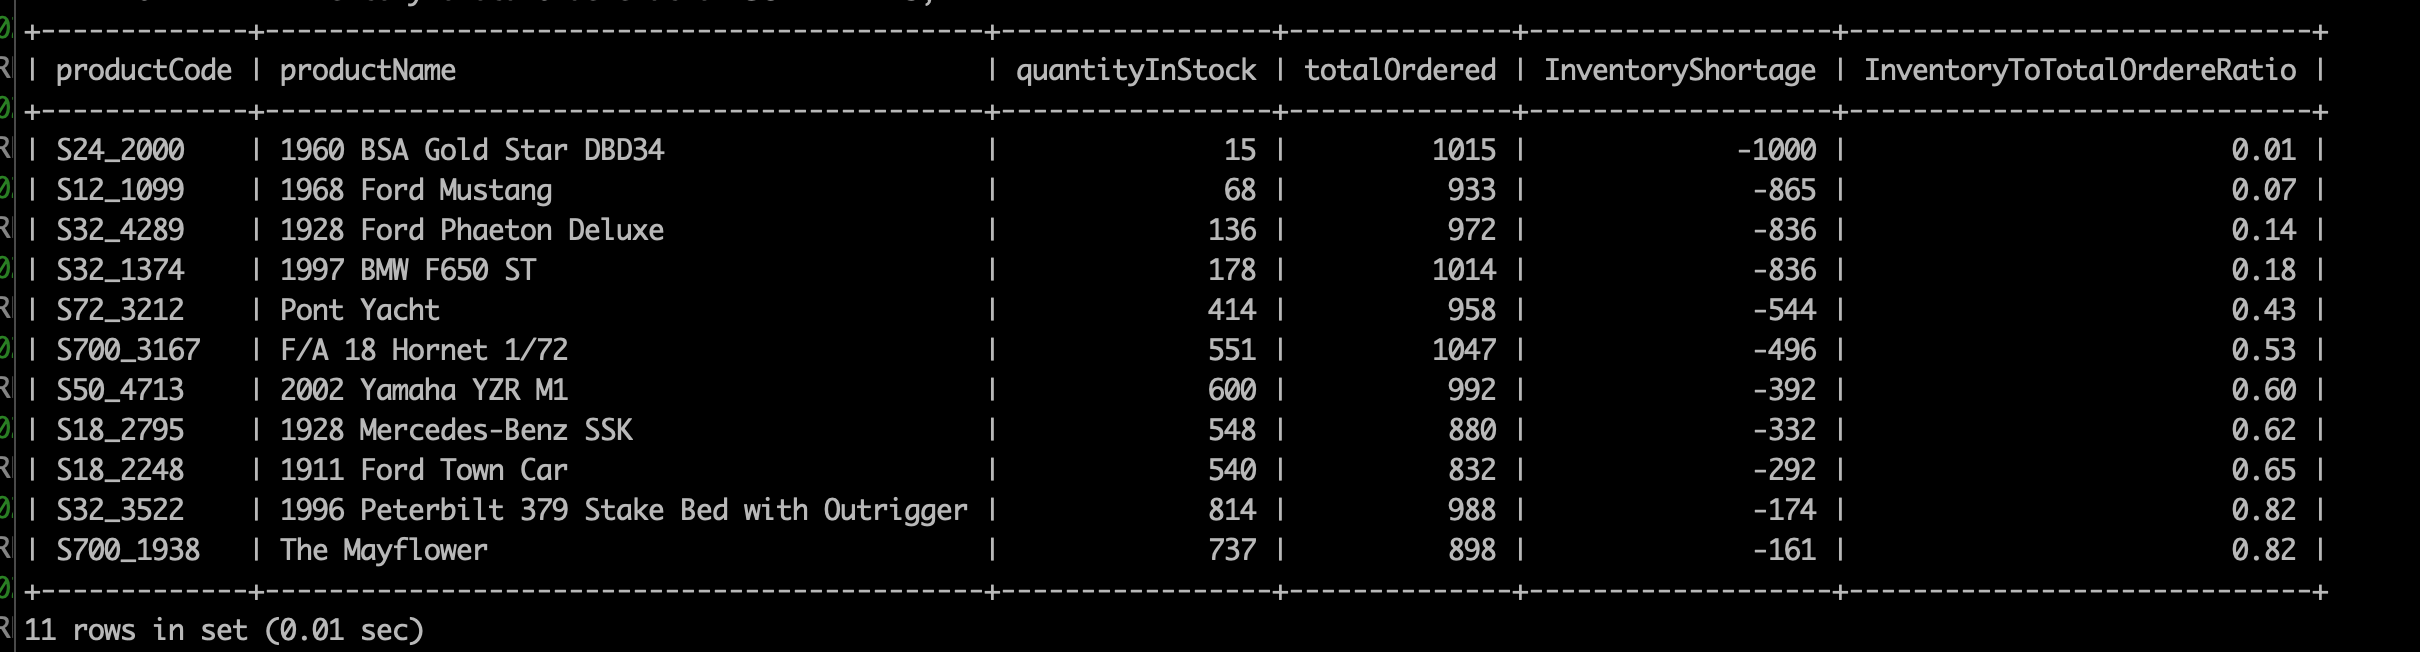 +-------------+---------------------------------------------+-----------------+--------------+-------------------+-----------------------------+
| productCode | productName                                 | quantityInStock | totalOrdered | InventoryShortage | InventoryToTotalOrdereRatio |
+-------------+---------------------------------------------+-----------------+--------------+-------------------+-----------------------------+
| S24_2000    | 1960 BSA Gold Star DBD34                    |              15 |         1015 |             -1000 |                        0.01 |
| S12_1099    | 1968 Ford Mustang                           |              68 |          933 |              -865 |                        0.07 |
| S32_4289    | 1928 Ford Phaeton Deluxe                    |             136 |          972 |              -836 |                        0.14 |
| S32_1374    | 1997 BMW F650 ST                            |             178 |         1014 |              -836 |                        0.18 |
| S72_3212    | Pont Yacht                                  |             414 |          958 |              -544 |                        0.43 |
| S700_3167   | F/A 18 Hornet 1/72                          |             551 |         1047 |              -496 |                        0.53 |
| S50_4713    | 2002 Yamaha YZR M1                          |             600 |          992 |              -392 |                        0.60 |
| S18_2795    | 1928 Mercedes-Benz SSK                      |             548 |          880 |              -332 |                        0.62 |
| S18_2248    | 1911 Ford Town Car                          |             540 |          832 |              -292 |                        0.65 |
| S32_3522    | 1996 Peterbilt 379 Stake Bed with Outrigger |             814 |          988 |              -174 |                        0.82 |
| S700_1938   | The Mayflower                               |             737 |          898 |              -161 |                        0.82 |
+-------------+---------------------------------------------+-----------------+--------------+-------------------+-----------------------------+
11 rows in set (0.01 sec)